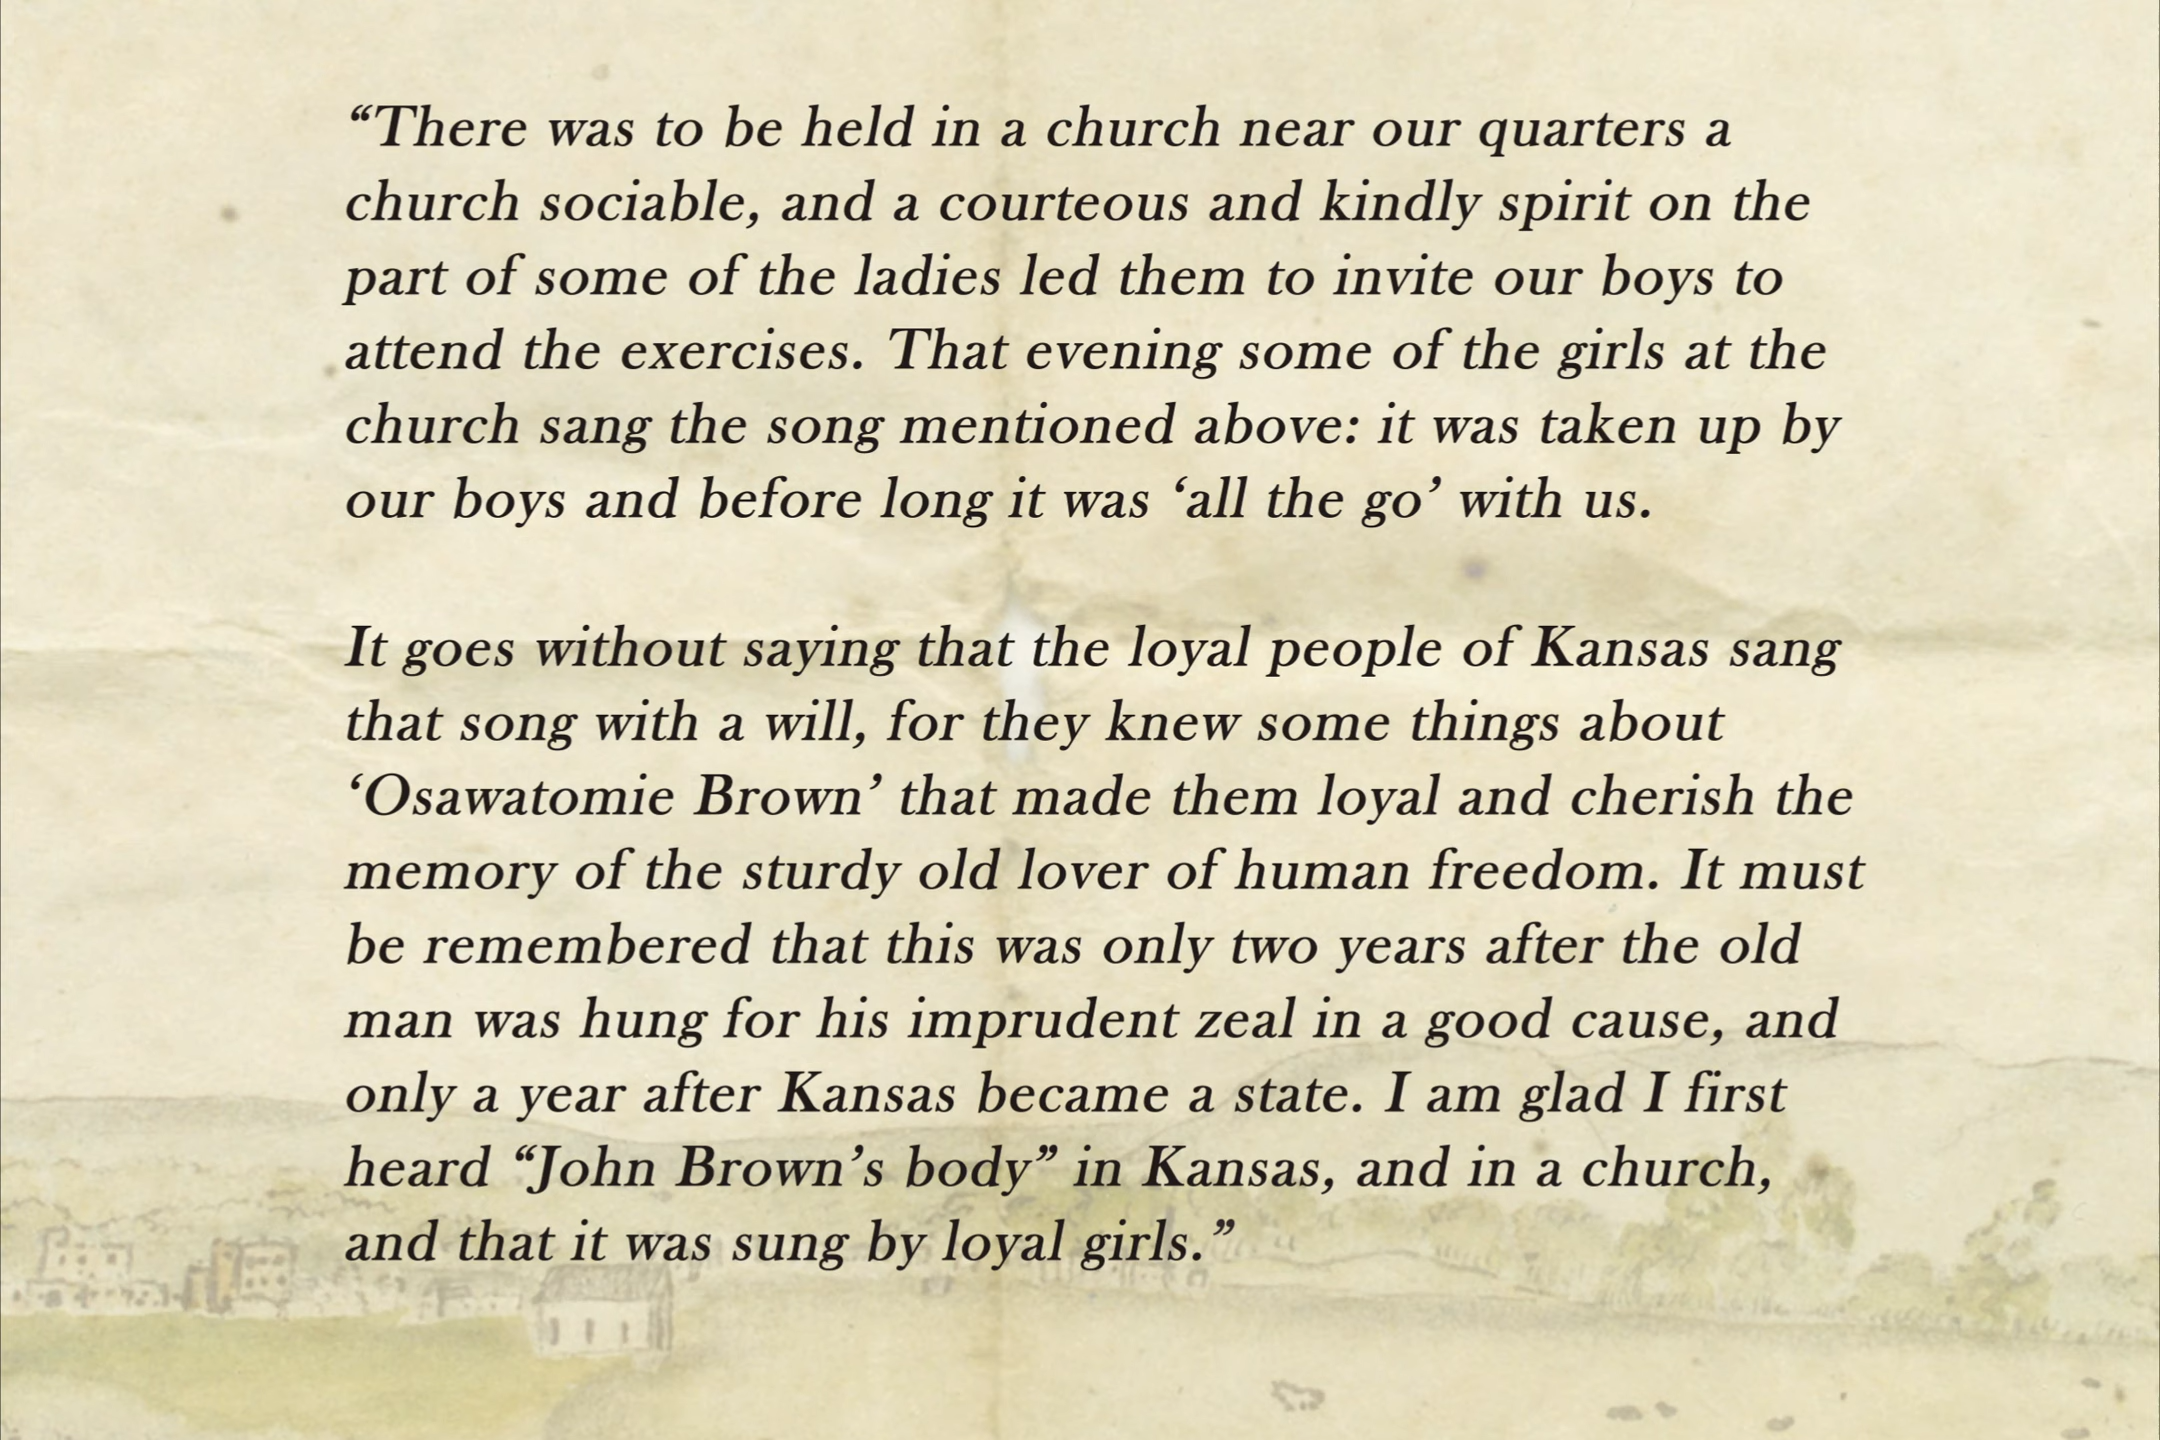 “There was to be held in a church near our quarters a
church sociable, and a courteous and kindly spirit on the
part of some of the ladies led them to invite our boys to
attend the exercises. That evening some of the girls at the
church sang the song mentioned above: it was taken up by
our boys and before long it was ‘all the go’ with us.
It goes without saying that the loyal people of Kansas sang
that song with a will, for they knew some things about
‘Osawatomie Brown’ that made them loyal and cherish the
memory of the sturdy old lover of human freedom. It must
be remembered that this was only two years after the old
man was hung for his imprudent zeal in a good cause, and
only a year after Kansas became a state. I am glad I first
heard “John Brown’s body” in Kansas, and in a church,
and that it was sung by loyal girls.”